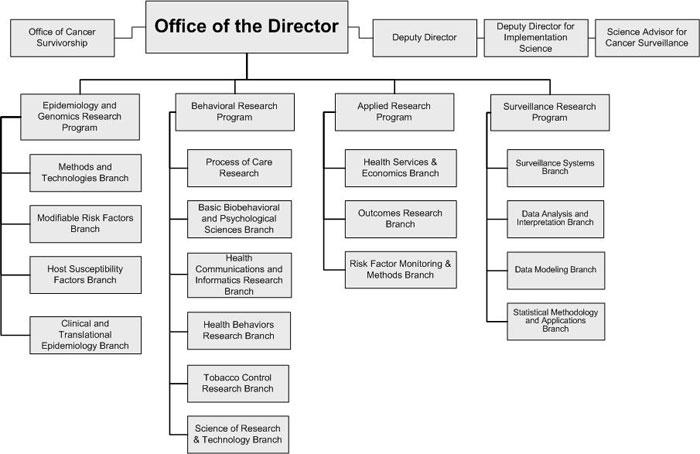 Office of the Director
Office of Cancer
Survivorship
Deputy Director
Deputy Director for
Implementation
Science
Science Advisor for
Cancer Surveillance
Epidemiology and
Genomics Research
Program
Methods and
Technologies Branch
Modifiable Risk Factors
Branch
Host Susceptibility
Factors Branch
Clinical and
Translational
Epidemiology Branch
Behavioral Research
Program
Process of Care
Research
Basic Biobehavioral
and Psychological
Sciences Branch
Health
Communications and
Informatics Research
Branch
Health Behaviors
Research Branch
Tobacco Control
Research Branch
Science of Research
& Technology Branch
Applied Research
Program
Health Services &
Economics Branch
Outcomes Research
Branch
Risk Factor Monitoring &
Methods Branch
Surveillance Research
Program
Surveillance Systems
Branch
Data Analysis and
Interpretation Branch
Data Modeling Branch
Statistical Methodology
and Applications
Branch